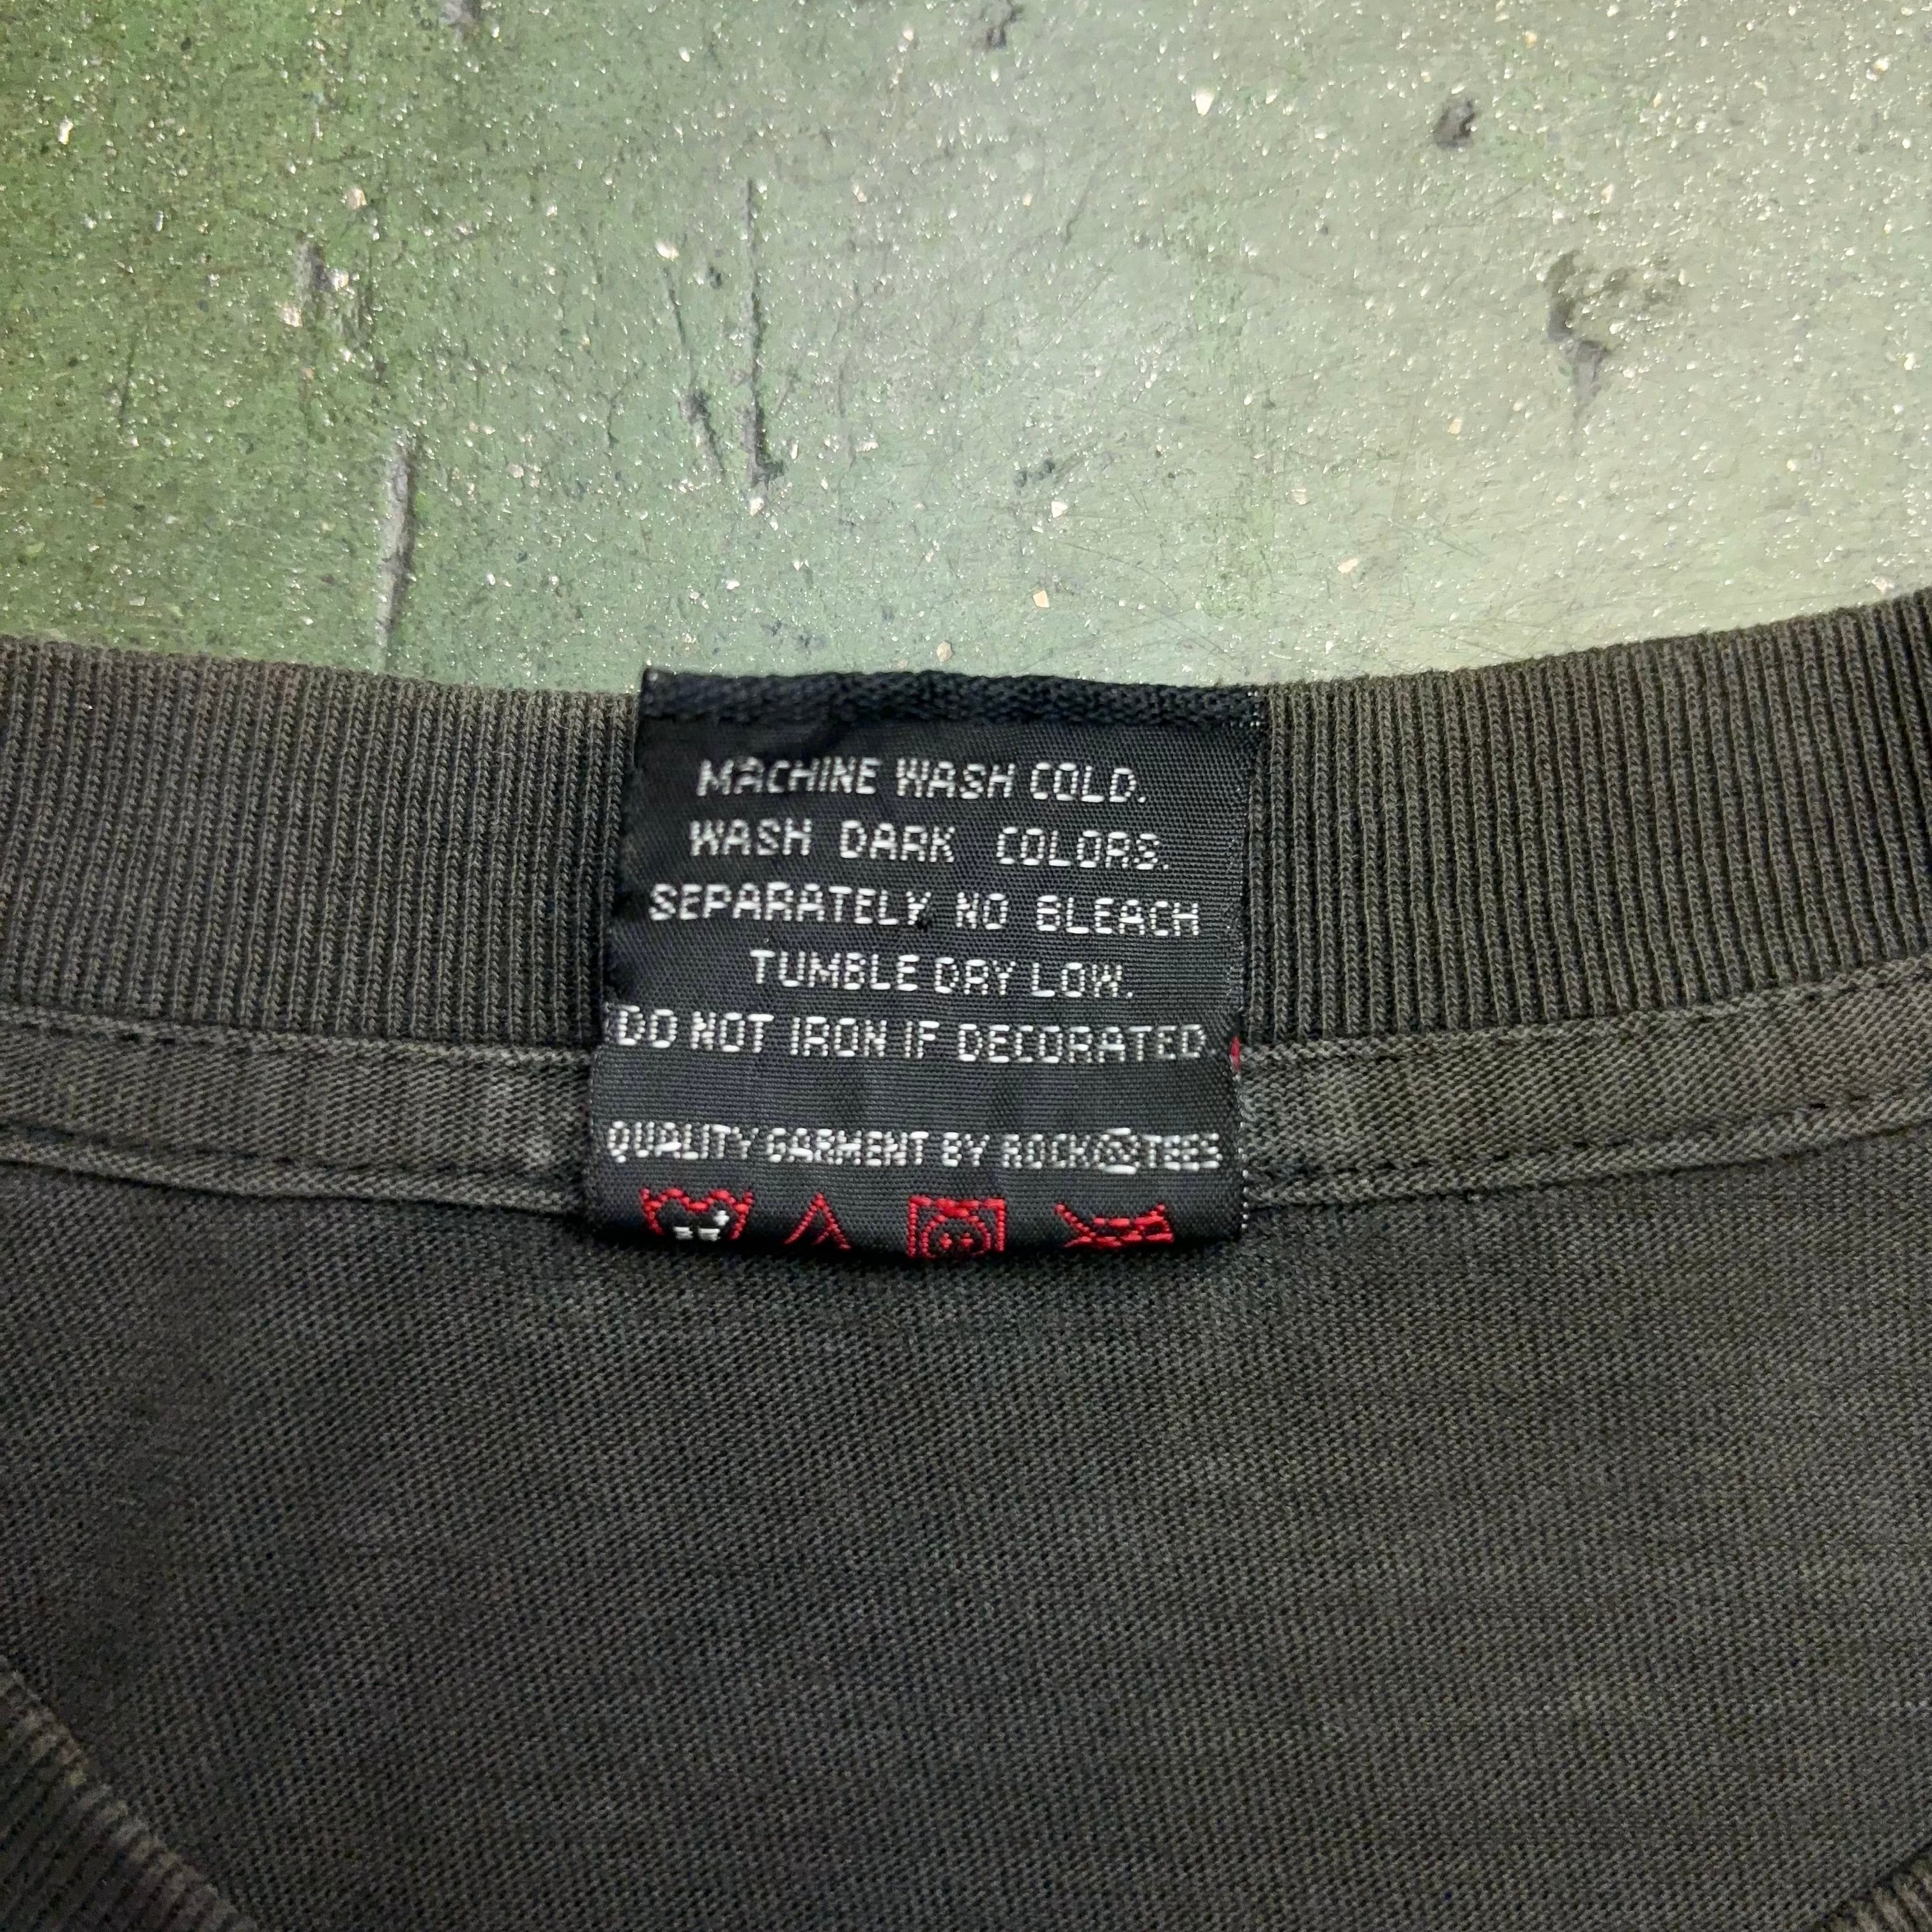 MACHINE WASH COLD.
WASH DARK COLORS.
SEPARATELY NO BLEACH
TUMBLE DRY LOW.
DO NOT IRON IF DECORATED
QUALITY GARMENT BY ROCK TEES